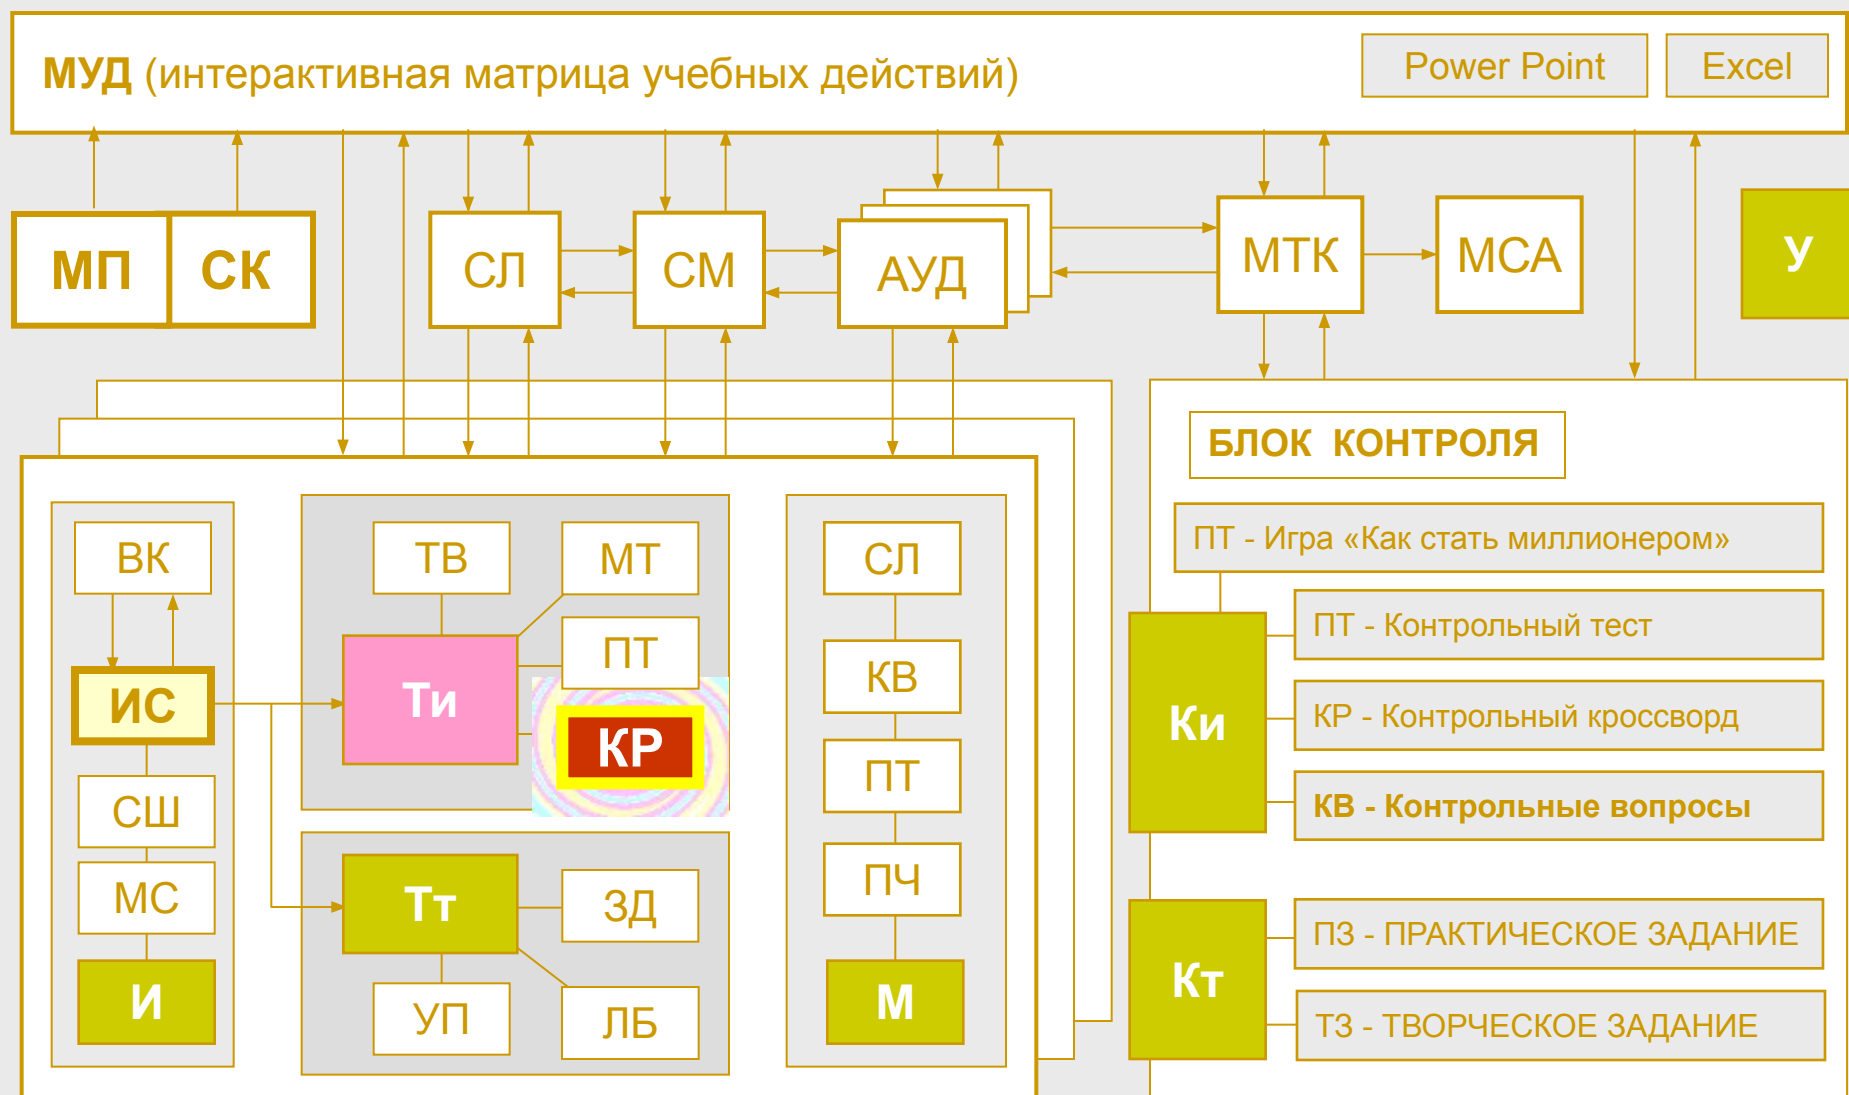 МУД (интерактивная матрица учебных действий)
Power Point
Excel
МП
СК
СЛ
СМ
АУД
МТК
МСА
У
БЛОК КОНТРОЛЯ
ВК
ИС
СШ
МС
И
ТВ
МТ
ПТ
Ти
КР
Тт
ЗД
УП
ЛБ
СЛ
КВ
ПТ
ПЧ
М
ПТ - Игра «Как стать миллионером»
Ки
ПТ - Контрольный тест
КР - Контрольный кроссворд
КВ - Контрольные вопросы
Кт
ПЗ - ПРАКТИЧЕСКОЕ ЗАДАНИЕ
ТЗ - ТВОРЧЕСКОЕ ЗАДАНИЕ